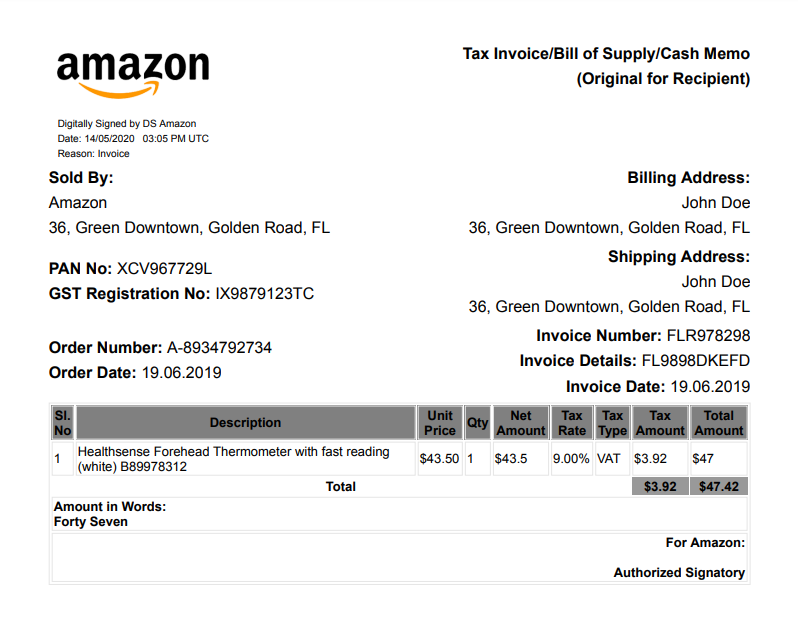 amazon
Tax Invoice/Bill of Supply/Cash Memo
(Original for Recipient)
Digitally Signed by DS Amazon
Date: 14/05/2020 03:05 PM UTC
Reason: Invoice
Sold By:
Amazon
36, Green Downtown, Golden Road, FL
PAN No: XCV967729L
GST Registration No: IX9879123TC
Order Number: A-8934792734
Order Date: 19.06.2019
Billing Address:
John Doe
36, Green Downtown, Golden Road, FL
Shipping Address:
John Doe
36, Green Downtown, Golden Road, FL
Invoice Number: FLR978298
Invoice Details: FL9898DKEFD
Invoice Date: 19.06.2019
Sl. No Description Unit Price Qty Net Amount Tax Rate Tax Type Tax Amount Total Amount
1 Healthsense Forehead Thermometer with fast reading $43.50 1 $43.5 9.00% VAT $3.92 $47
(white) B89978312
Total $3.92 $47.42
Amount in Words:
Forty Seven
For Amazon:
Authorized Signatory